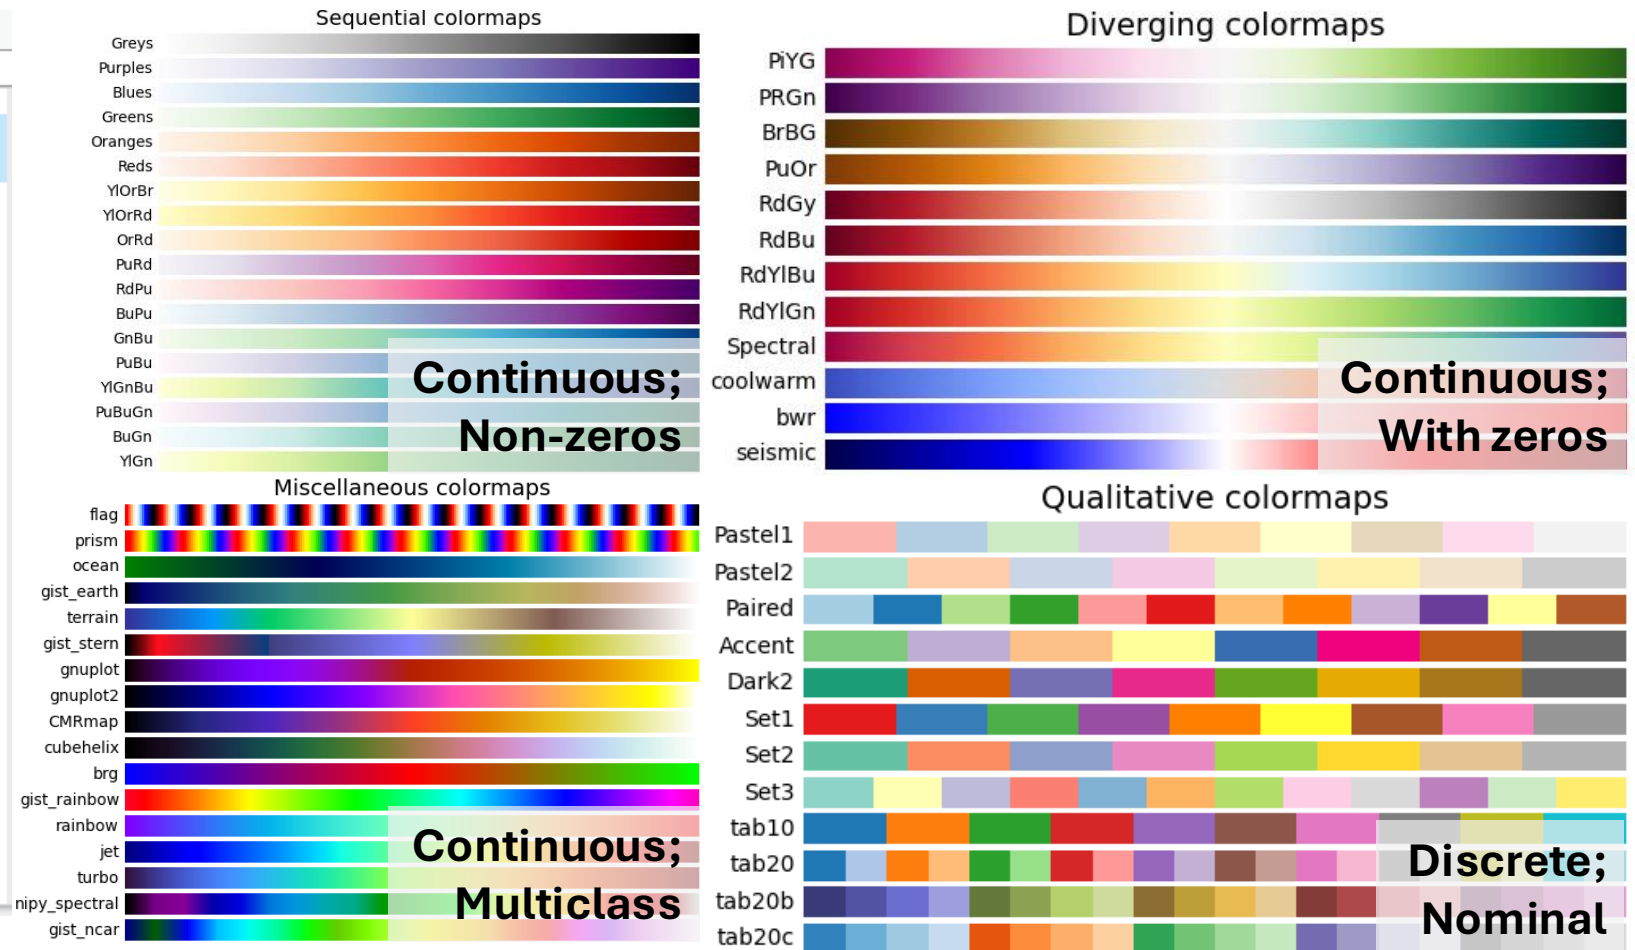 Sequential colormaps
Greys
Purples
Blues
Greens
Oranges
Reds
YlOrBr
YlOrRd
OrRd
PuRd
RdPu
BuPu
GnBu
PuBu
YlGnBu
PuBuGn
BuGn
YlGn
Continuous;
Non-zeros
Diverging colormaps
PiYG
PRGn
BrBG
PuOr
RdGy
RdBu
RdYlBu
RdYlGn
Spectral
coolwarm
bwr
seismic
Continuous;
With zeros
Miscellaneous colormaps
flag
prism
ocean
gist_earth
terrain
gist_stern
gnuplot
gnuplot2
CMRmap
cubehelix
brg
gist_rainbow
rainbow
jet
turbo
nipy_spectral
gist_ncar
Continuous;
Multiclass
Qualitative colormaps
Pastel1
Pastel2
Paired
Accent
Dark2
Set1
Set2
Set3
tab10
tab20
tab20b
tab20c
Discrete;
Nominal